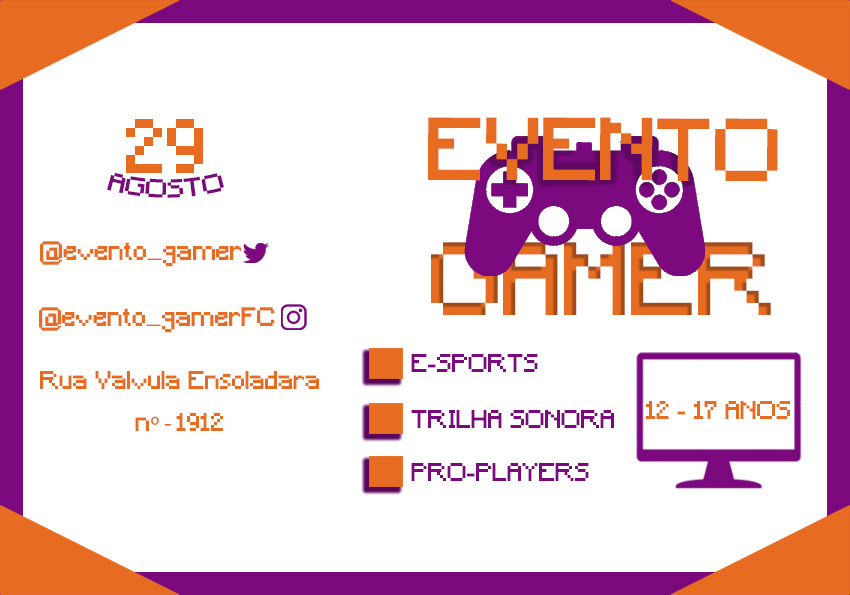 29
AGOSTO
@evento_gamer
@evento_gamerFC
Rua Valvula Ensoladara
nº - 1912
EVENTO
GAMER
E-SPORTS
TRILHA SONORA
PRO-PLAYERS
12 - 17 ANOS